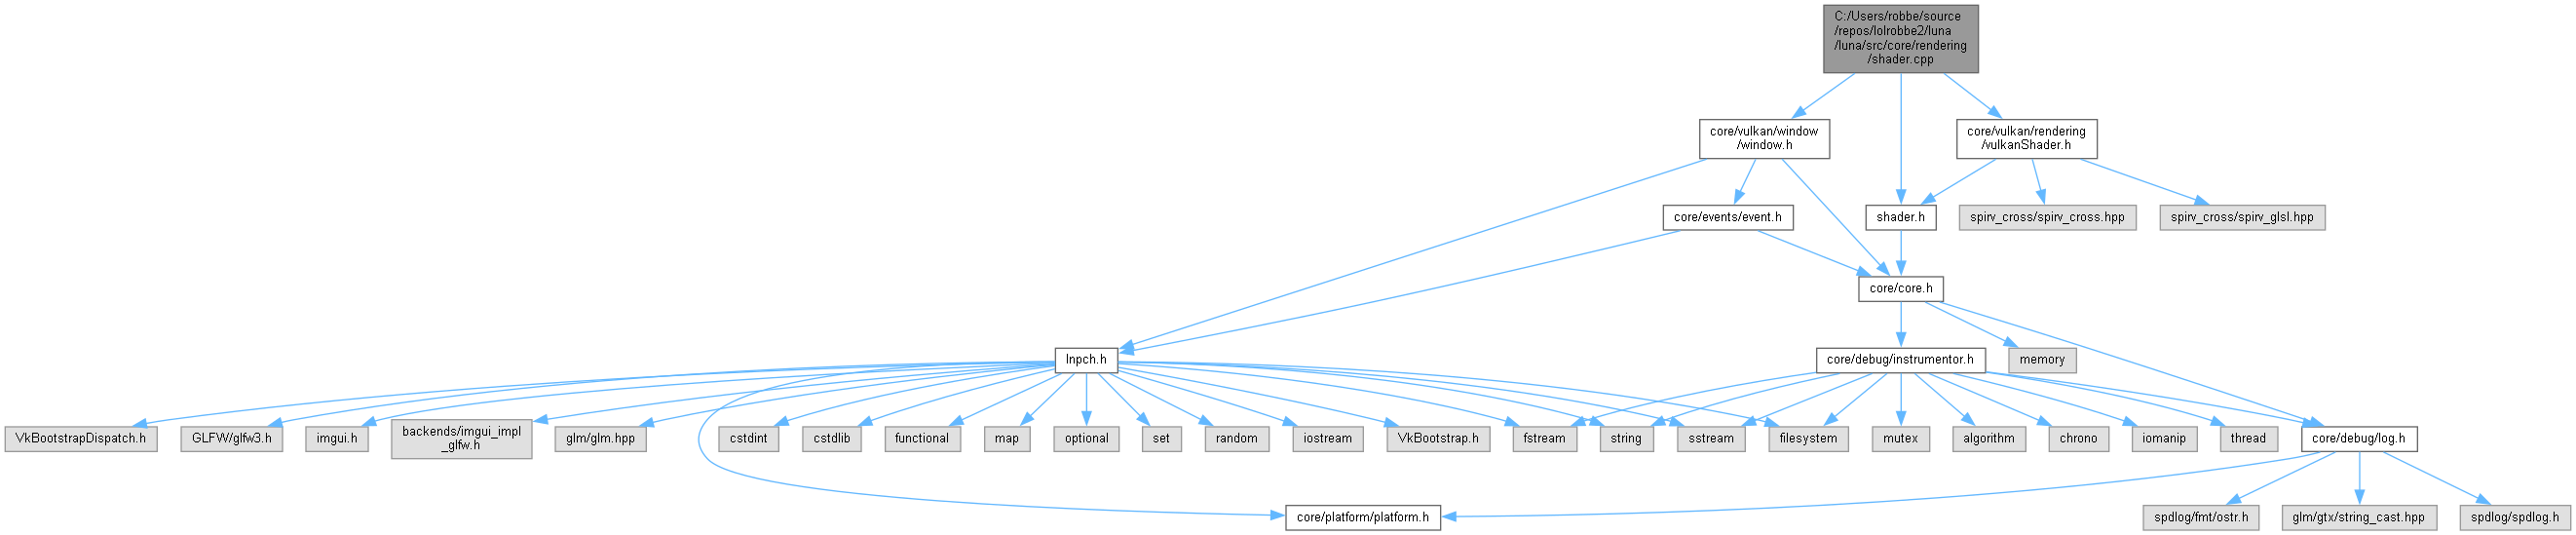 C:/Users/robbe/source
/repos/lolrobbe2/luna
/luna/src/core/rendering
/shader.cpp
core/vulkan/window
/window.h
core/vulkan/rendering
/vulkanShader.h
core/events/event.h
shader.h
spirv_cross/spirv_cross.hpp
spirv_cross/spirv_glsl.hpp
core/core.h
lnpch.h
core/debug/instrumentor.h
memory
VkBootstrapDispatch.h
GLFW/glfw3.h
imgui.h
backends/imgui_impl
_glfw.h
glm/glm.hpp
cstdint
cstdlib
functional
map
optional
set
random
iostream
VkBootstrap.h
fstream
string
sstream
filesystem
mutex
algorithm
chrono
iomanip
thread
core/debug/log.h
core/platform/platform.h
spdlog/fmt/ostr.h
glm/gtx/string_cast.hpp
spdlog/spdlog.h